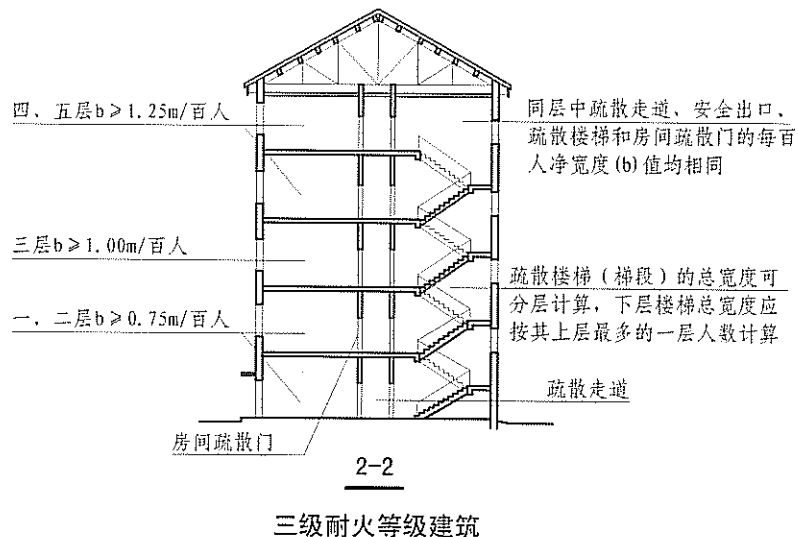 四、五层b≥1.25m/百人
同层中疏散走道、安全出口、
疏散楼梯和房间疏散门的每百
人净宽度(b)值均相同
三层b≥1.00m/百人
疏散楼梯(梯段)的总宽度可
分层计算，下层楼梯总宽度应
按其上层最多的一层人数计算
一、二层b≥0.75m/百人
疏散走道
房间疏散门
2-2
三级耐火等级建筑